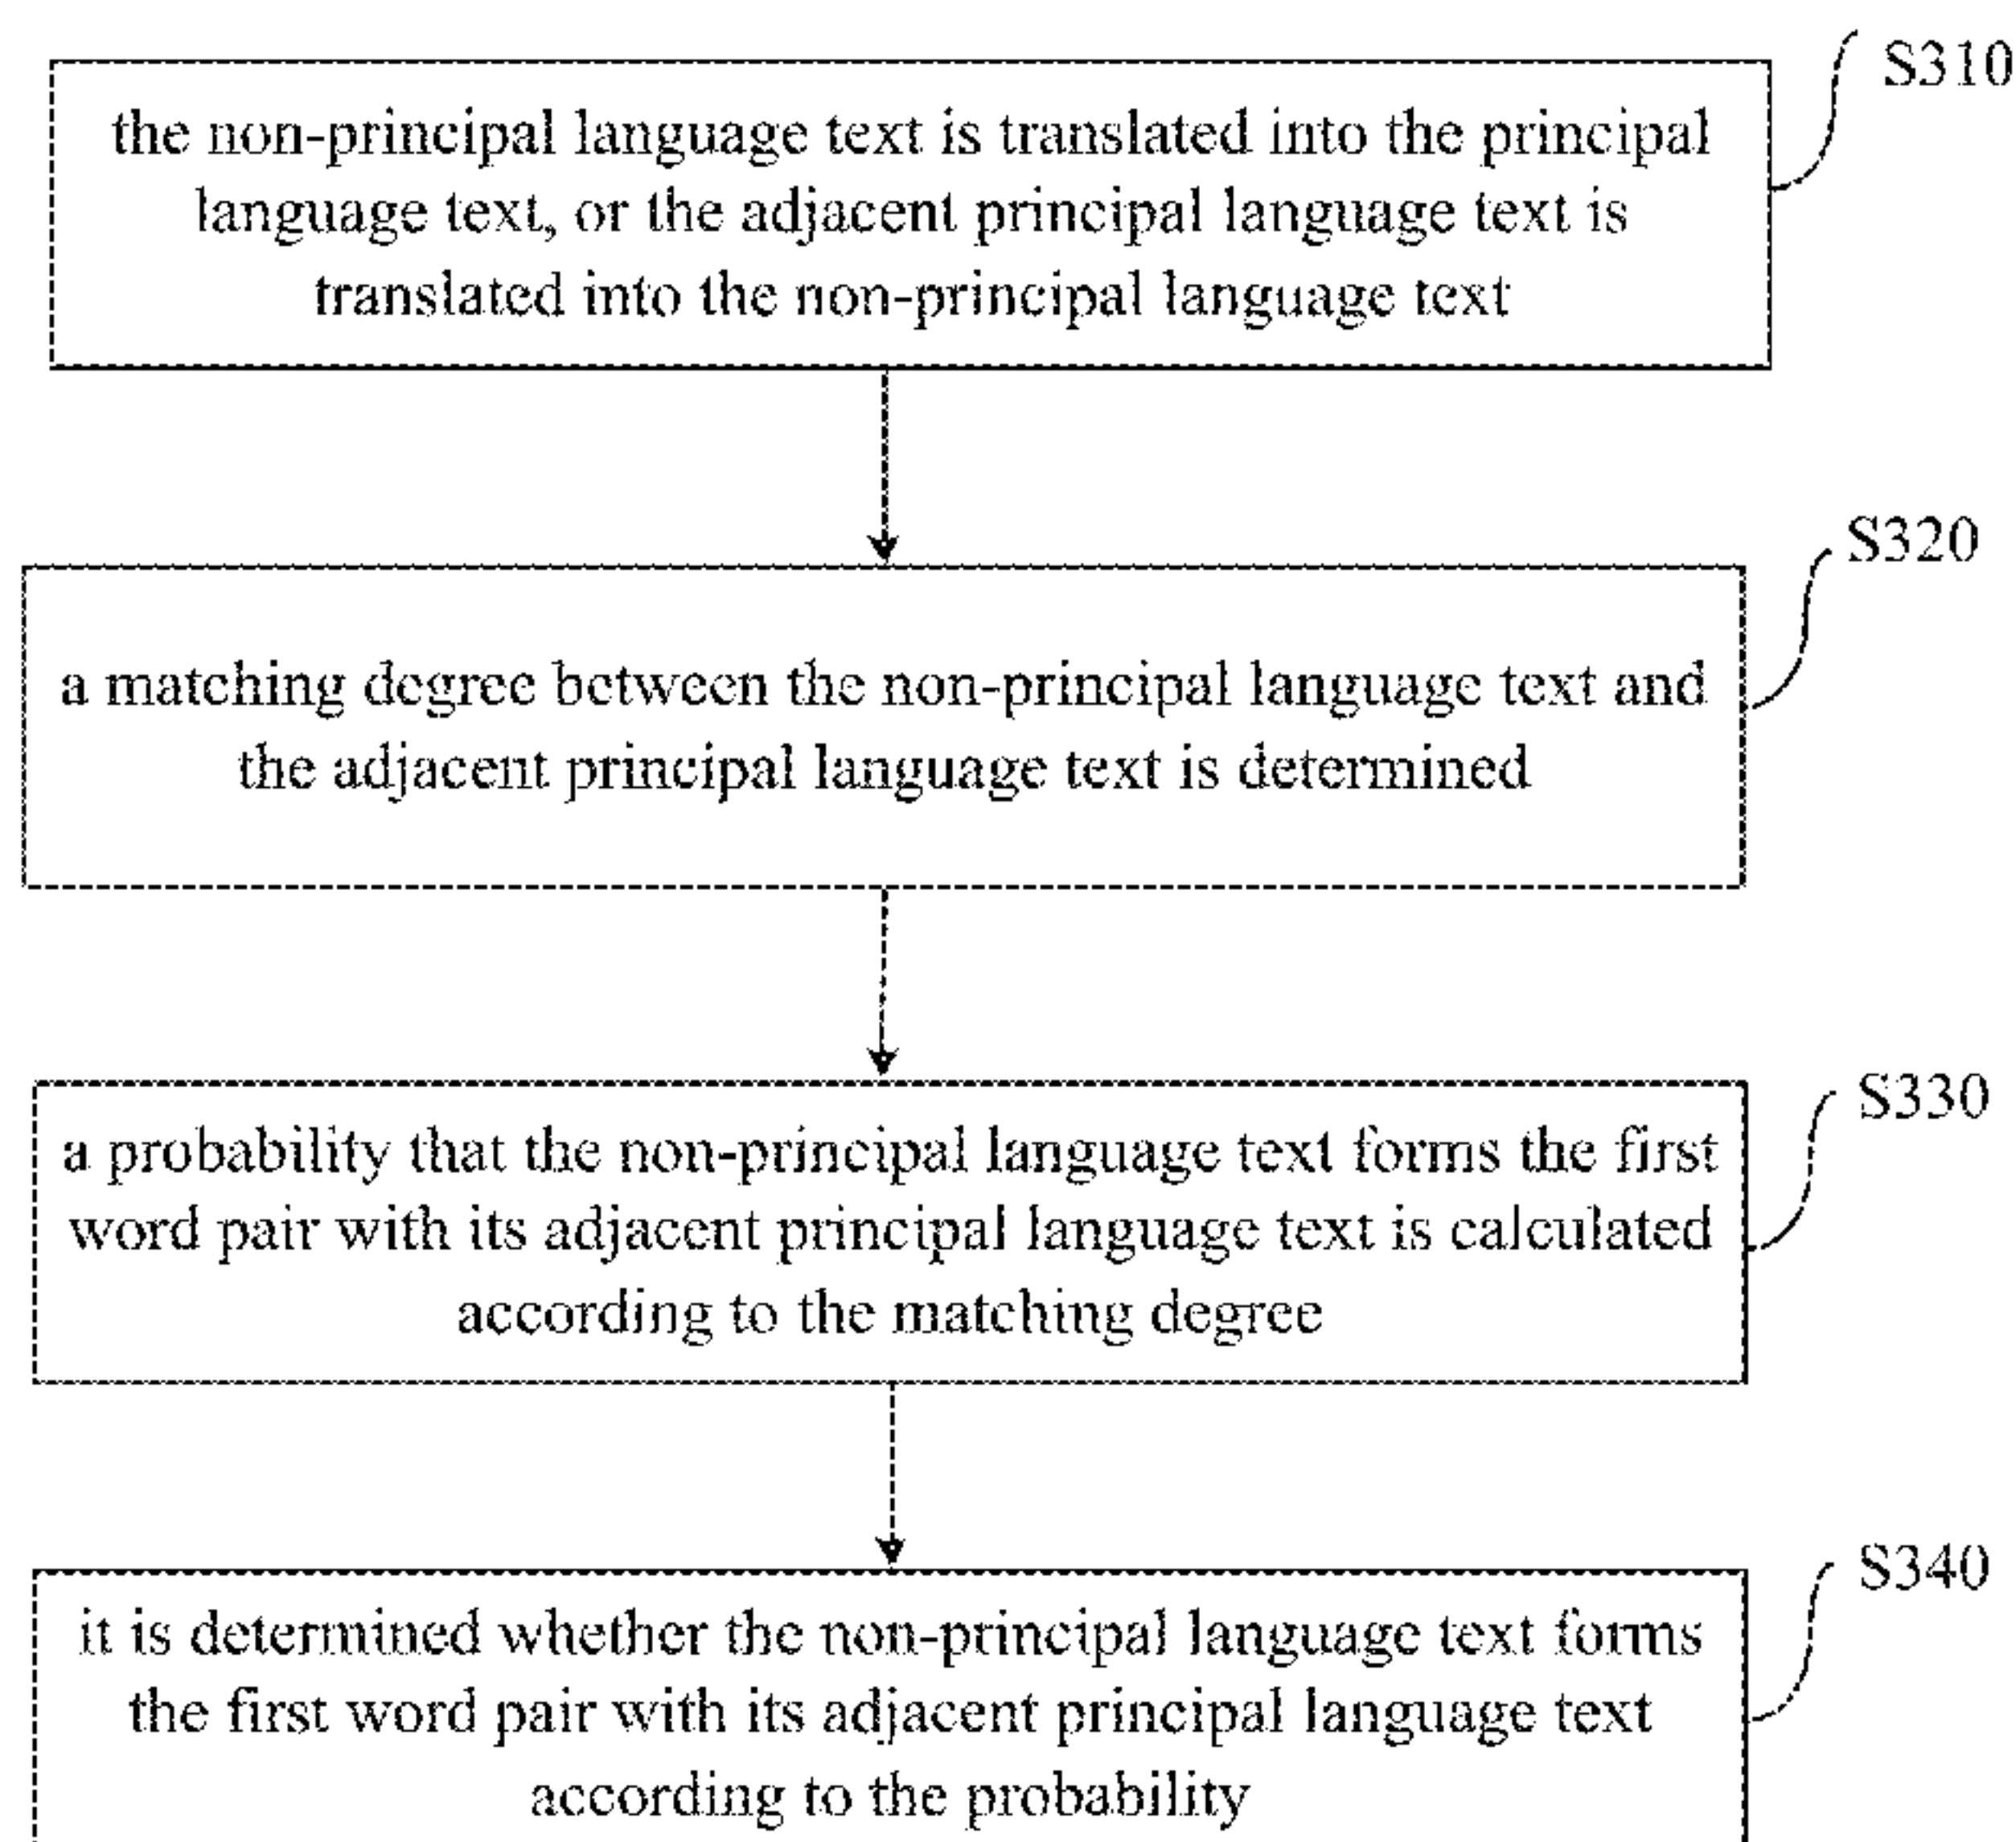 S310
the non-principal language text is translated into the principal
language text, or the adjacent principal language text is
translated into the non-principal language text
S320
a matching degree between the non-principal language text and
the adjacent principal language text is determined
S330
a probability that the non-principal language text forms the first
word pair with its adjacent principal language text is calculated
according to the matching degree
S340
it is determined whether the non-principal language text forms
the first word pair with its adjacent principal language text
according to the probability